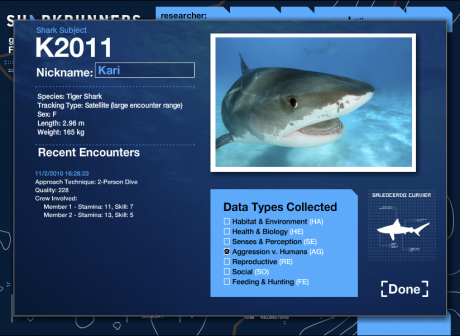 SHARKRUNNERS
researcher:
Shark Subject
K2011
Nickname: Kari
Species: Tiger Shark
Tracking Type: Satellite (large encounter range)
Sex: F
Length: 2.96 m
Weight: 165 kg
Recent Encounters
11/2/2010 16:28:23
Approach Technique: 2-Person Dive
Quality: 228
Crew Involved:
Member 1 - Stamina: 11, Skill: 7
Member 2 - Stamina: 13, Skill: 5
Data Types Collected
Habitat & Environment (HA)
Health & Biology (HE)
Senses & Perception (SE)
Aggression v. Humans (AG)
Reproductive (RE)
Social (SO)
Feeding & Hunting (FE)
GALEOCERDO CUVIER
[Done]